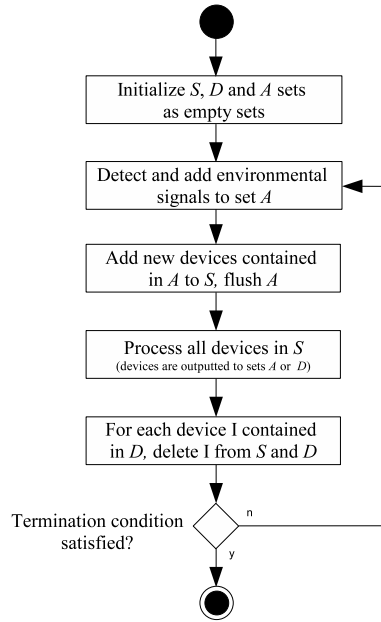 Initialize S, D and A sets
as empty sets
Detect and add environmental
signals to set A
Add new devices contained
in A to S, flush A
Process all devices in S
(devices are outputted to sets A or D)
For each device I contained
in D, delete I from S and D
Termination condition
satisfied?
n
y